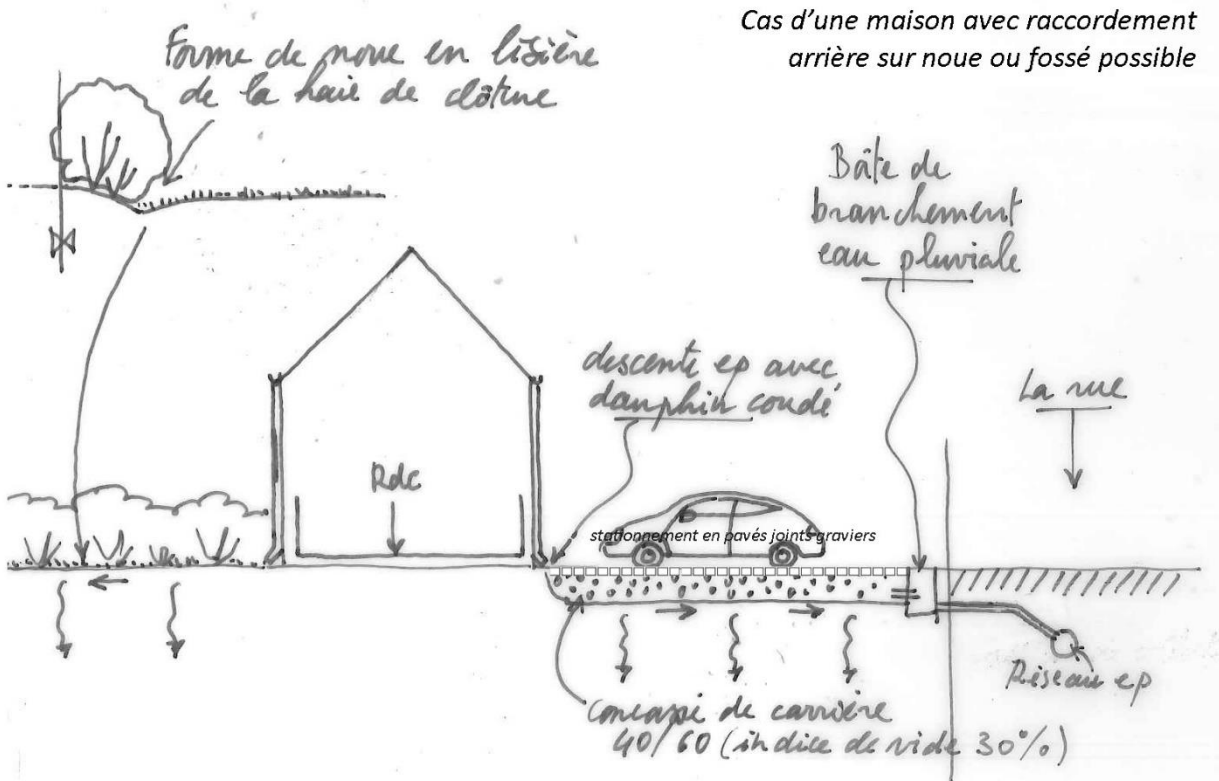 Cas d'une maison avec raccordement
arrière sur noue ou fossé possible
Forme de noue en lisière
de la haie de clôture
Boîte de
branchement
eau pluviale
descente ep avec
dauphin coudé
La rue
Rdc
stationnement en pavés joints graviers
Réseau ep
concassé de carrière
40/60 (indice de vide 30%)